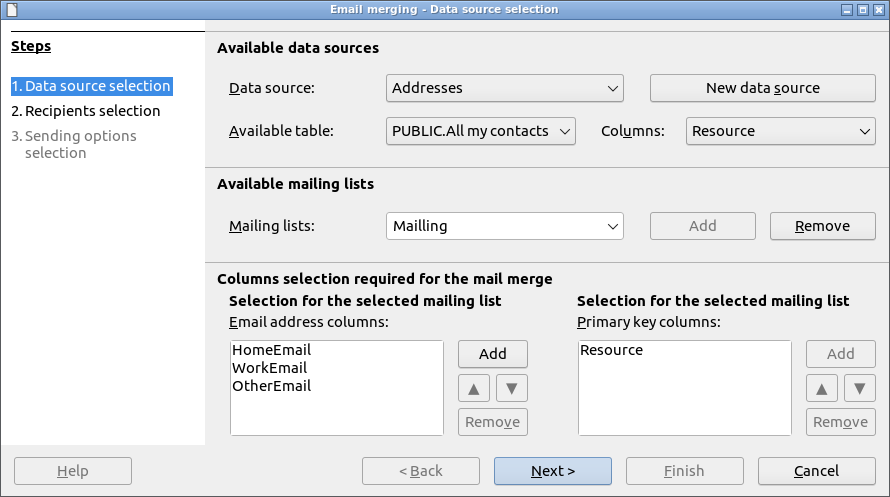 Email merging - Data source selection
Steps
1. Data source selection
2. Recipients selection
3. Sending options
selection
Available data sources
Data source: Addresses New data source
Available table: PUBLIC.All my contacts Columns: Resource
Available mailing lists
Mailing lists: Mailling Add Remove
Columns selection required for the mail merge
Selection for the selected mailing list Selection for the selected mailing list
Email address columns: Primary key columns:
HomeEmail Add Resource Add
WorkEmail
OtherEmail ▲ ▼ ▲ ▼
Remove Remove
Help < Back Next > Finish Cancel